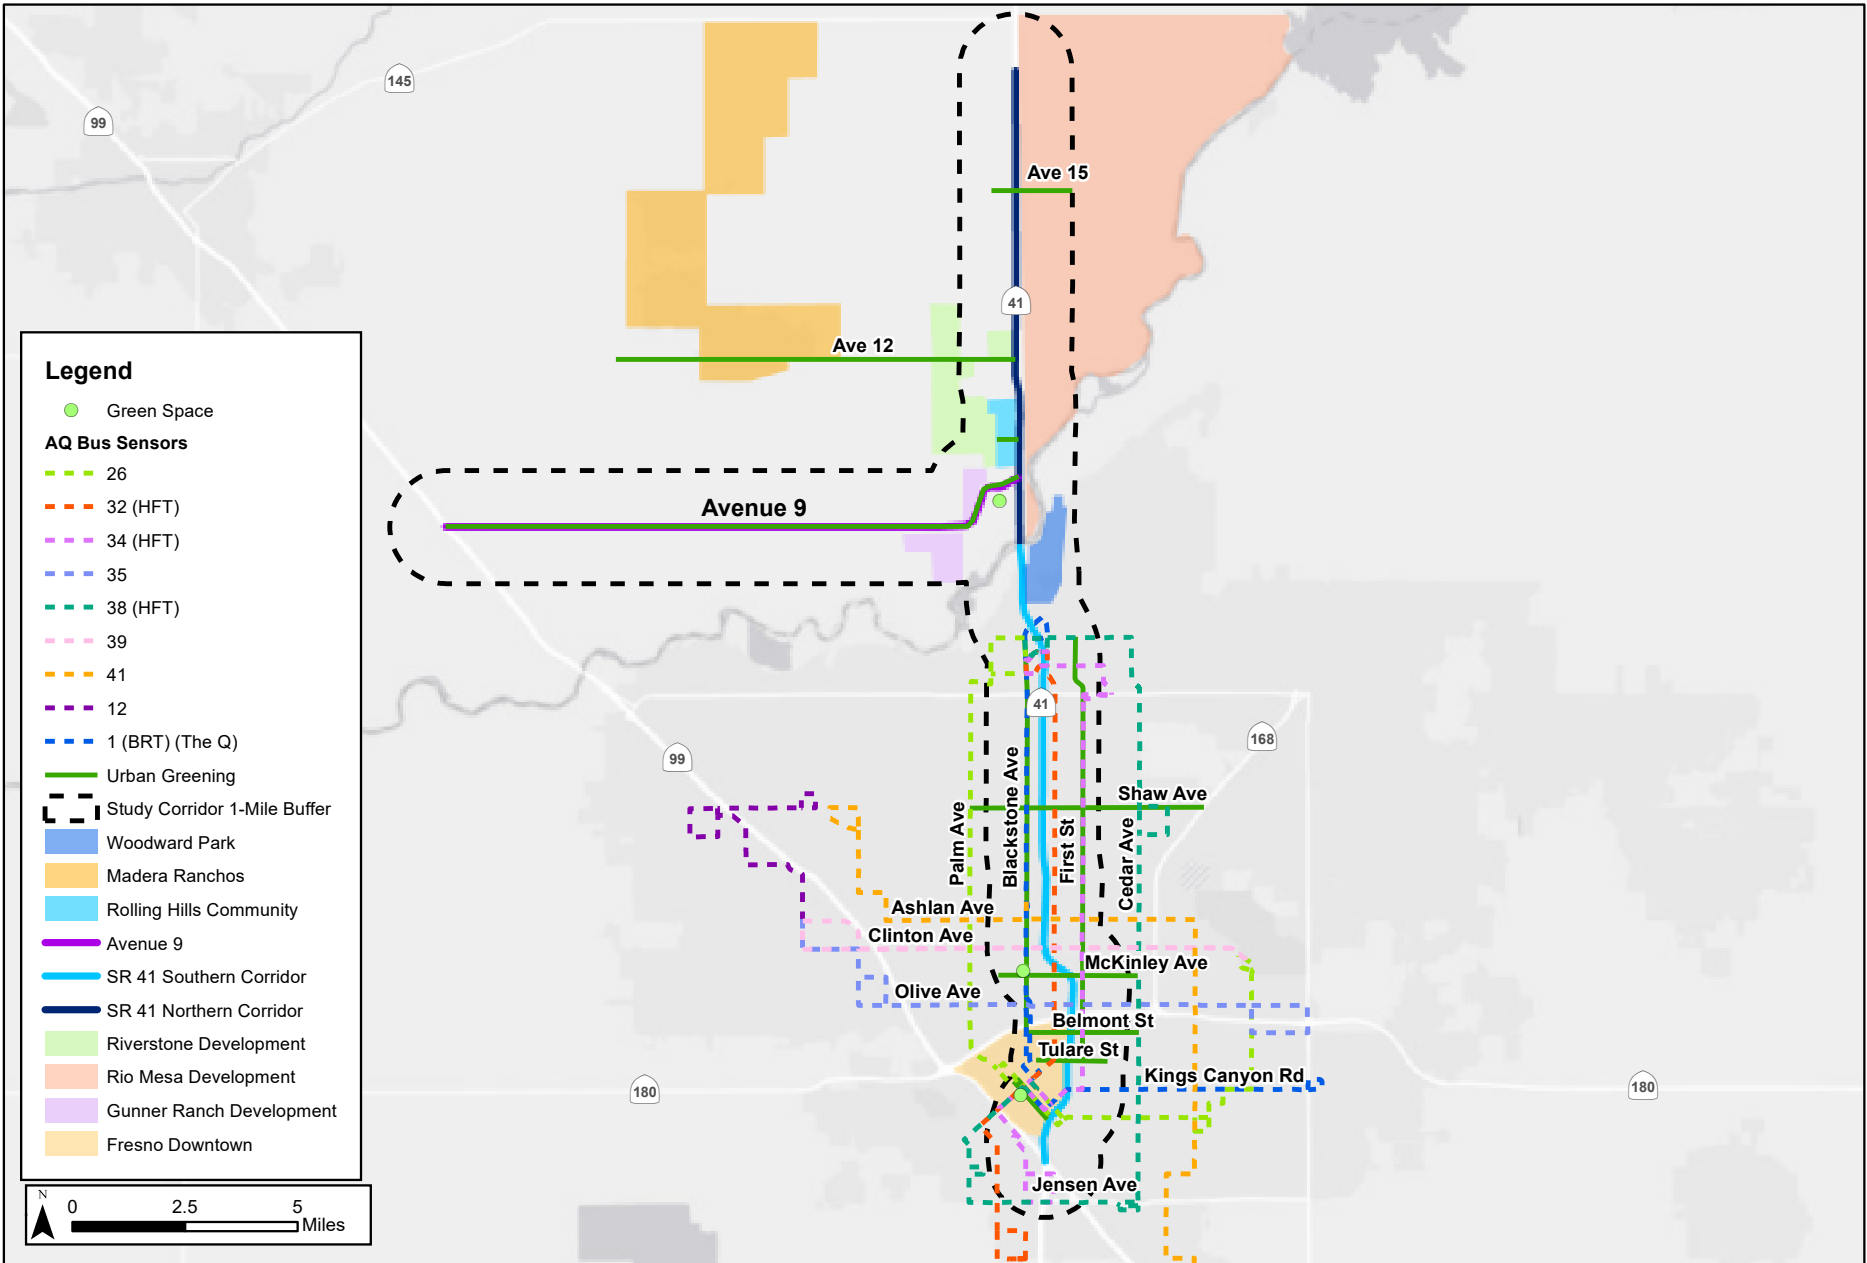 145
99
Ave 15
41
Ave 12
Legend
Green Space
AQ Bus Sensors
26
32 (HFT)
34 (HFT)
35
38 (HFT)
39
41
12
1 (BRT) (The Q)
Urban Greening
Study Corridor 1-Mile Buffer
Woodward Park
Madera Ranchos
Rolling Hills Community
Avenue 9
SR 41 Southern Corridor
SR 41 Northern Corridor
Riverstone Development
Rio Mesa Development
Gunner Ranch Development
Fresno Downtown
N
0 2.5 5
Miles
Avenue 9
41
168
99
Shaw Ave
Palm Ave
Blackstone Ave
First St
Cedar Ave
Ashlan Ave
Clinton Ave
McKinley Ave
Olive Ave
Belmont St
Tulare St
Kings Canyon Rd
180
180
Jensen Ave